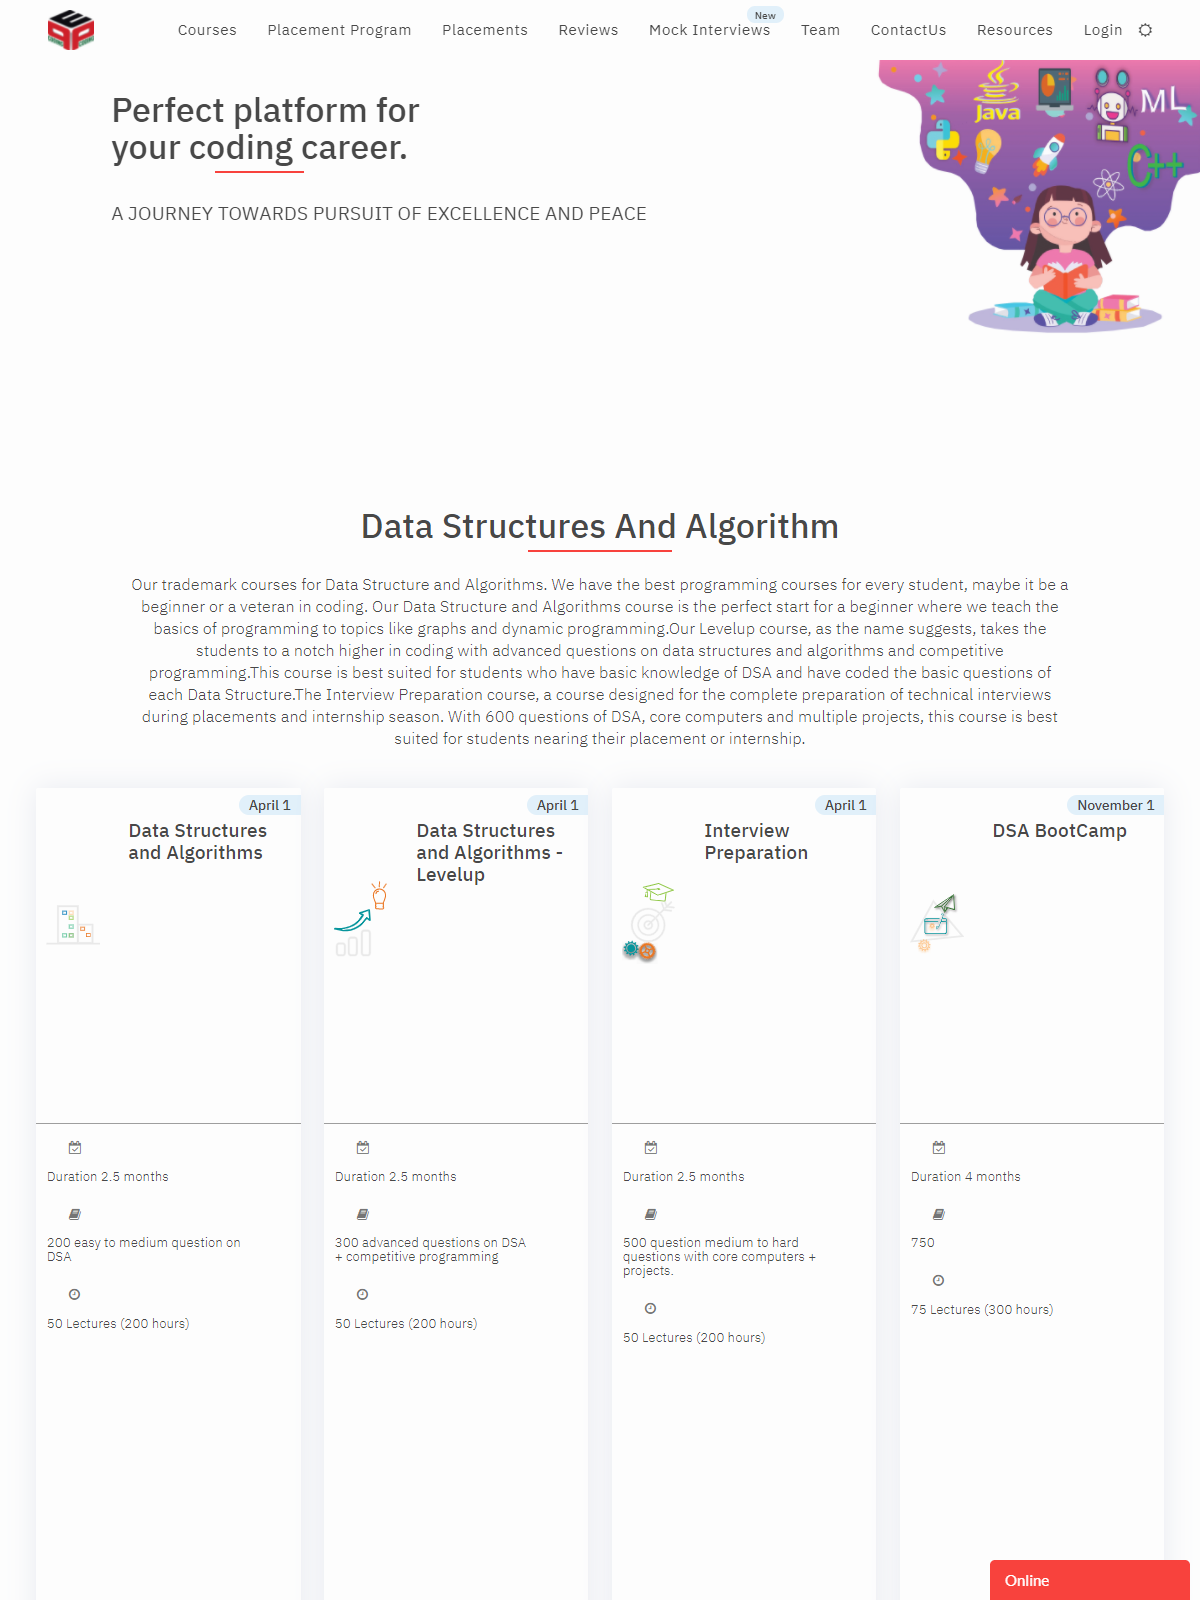 Courses Placement Program Placements Reviews Mock Interviews New Team ContactUs Resources Login
Perfect platform for
your coding career.
A JOURNEY TOWARDS PURSUIT OF EXCELLENCE AND PEACE
Java
ML
C++
Data Structures And Algorithm
Our trademark courses for Data Structure and Algorithms. We have the best programming courses for every student, maybe it be a
beginner or a veteran in coding. Our Data Structure and Algorithms course is the perfect start for a beginner where we teach the
basics of programming to topics like graphs and dynamic programming.Our Levelup course, as the name suggests, takes the
students to a notch higher in coding with advanced questions on data structures and algorithms and competitive
programming.This course is best suited for students who have basic knowledge of DSA and have coded the basic questions of
each Data Structure.The Interview Preparation course, a course designed for the complete preparation of technical interviews
during placements and internship season. With 600 questions of DSA, core computers and multiple projects, this course is best
suited for students nearing their placement or internship.
April 1
Data Structures
and Algorithms
Duration 2.5 months
200 easy to medium question on
DSA
50 Lectures (200 hours)
April 1
Data Structures
and Algorithms -
Levelup
Duration 2.5 months
300 advanced questions on DSA
+ competitive programming
50 Lectures (200 hours)
April 1
Interview
Preparation
Duration 2.5 months
500 question medium to hard
questions with core computers +
projects.
50 Lectures (200 hours)
November 1
DSA BootCamp
Duration 4 months
750
75 Lectures (300 hours)
Online